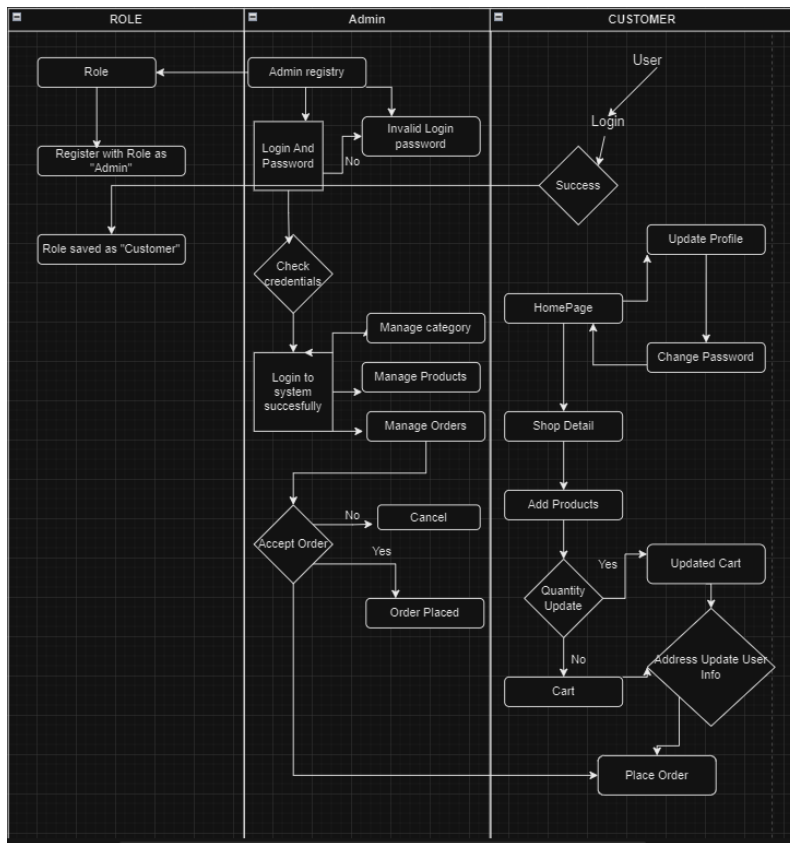 ROLE
Admin
CUSTOMER
Role
Register with Role as
"Admin"
Role saved as "Customer"
Admin registry
Login And
Password
No
Invalid Login
password
Check
credentials
Login to
system
succesfully
Manage category
Manage Products
Manage Orders
Accept Order
No
Cancel
Yes
Order Placed
User
Login
Success
Update Profile
HomePage
Change Password
Shop Detail
Add Products
Quantity
Update
Yes
Updated Cart
No
Cart
Address Update User
Info
Place Order